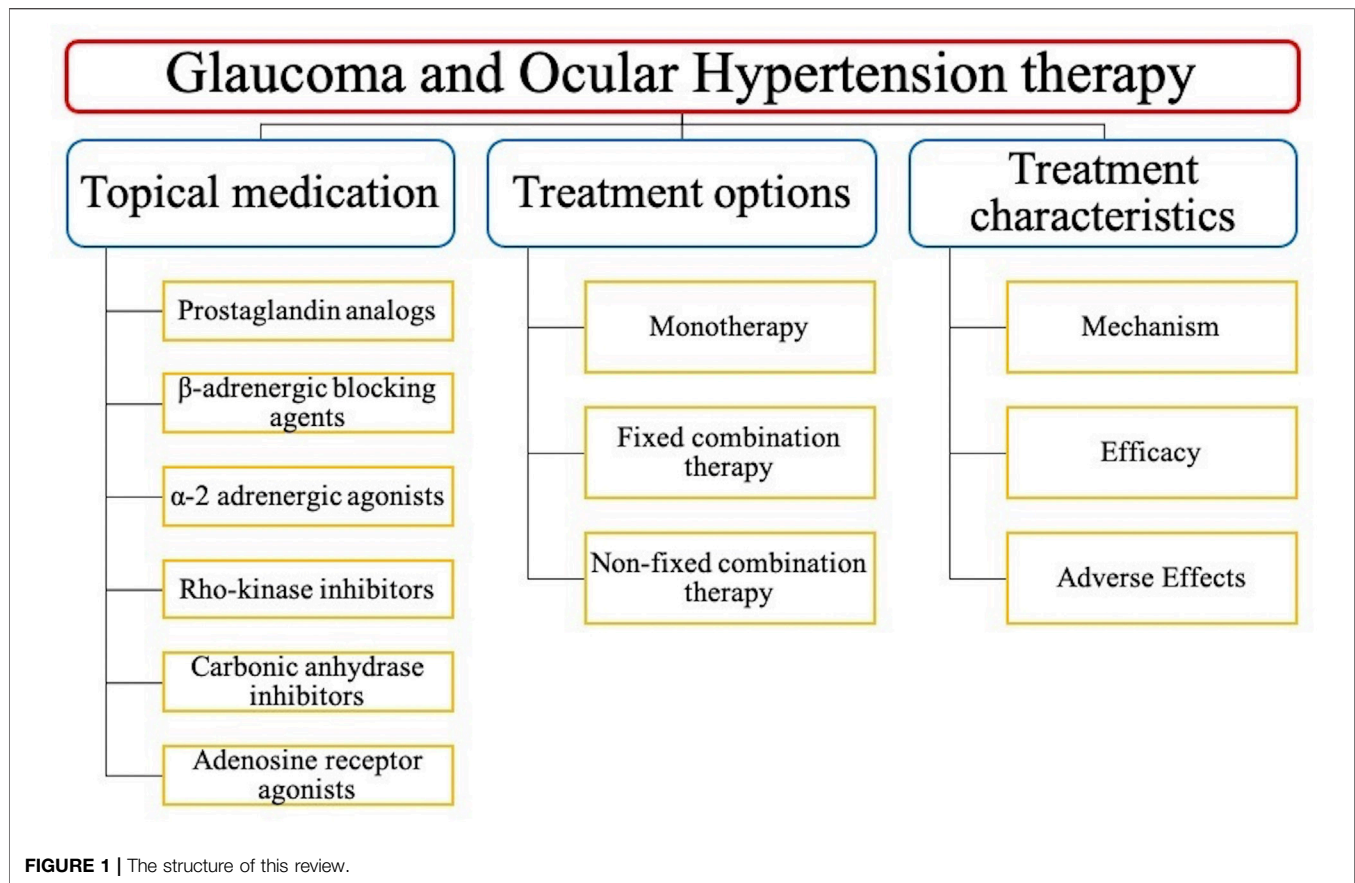 Glaucoma and Ocular Hypertension therapy
Topical medication
Prostaglandin analogs
β-adrenergic blocking
agents
α-2 adrenergic agonists
Rho-kinase inhibitors
Carbonic anhydrase
inhibitors
Adenosine receptor
agonists
Treatment options
Monotherapy
Fixed combination
therapy
Non-fixed combination
therapy
Treatment
characteristics
Mechanism
Efficacy
Adverse Effects
FIGURE 1 | The structure of this review.